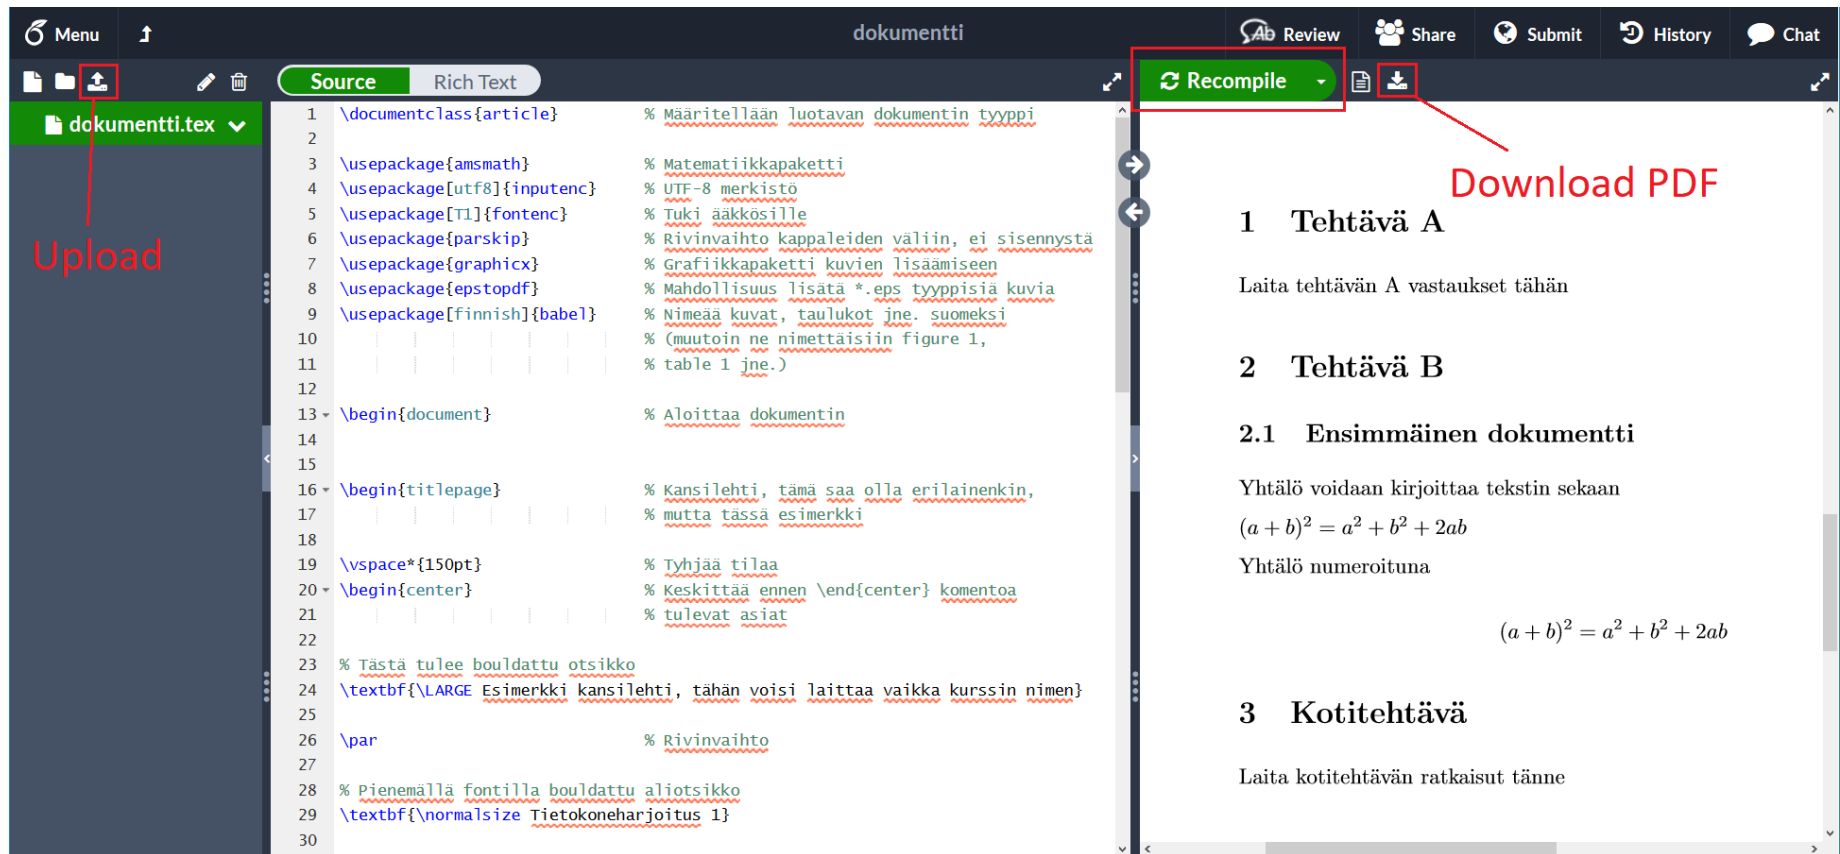 Menu
dokumentti
Review
Share
Submit
History
Chat
Source
Rich Text
Recompile
dokumentti.tex
Upload
Download PDF
1 \documentclass{article} % Määritellään luotavan dokumentin tyyppi
2
3 \usepackage{amsmath} % Matematiikkapaketti
4 \usepackage[utf8]{inputenc} % UTF-8 merkistö
5 \usepackage[T1]{fontenc} % Tuki ääkkösille
6 \usepackage{parskip} % Rivinvaihto kappaleiden väliin, ei sisennystä
7 \usepackage{graphicx} % Grafiikkapaketti kuvien lisäämiseen
8 \usepackage{epstopdf} % Mahdollisuus lisätä *.eps tyyppisiä kuvia
9 \usepackage[finnish]{babel} % Nimeää kuvat, taulukot jne. suomeksi
10 % (muutoin ne nimettäisiin figure 1,
11 % table 1 jne.)
12
13 \begin{document} % Aloittaa dokumentin
14
15
16 \begin{titlepage} % Kansilehti, tämä saa olla erilainenkin,
17 % mutta tässä esimerkki
18
19 \vspace*{150pt} % Tyhjää tilaa
20 \begin{center} % Keskittää ennen \end{center} komentoa
21 % tulevat asiat
22
23 % Tästä tulee bouldattu otsikko
24 \textbf{\LARGE Esimerkki kansilehti, tähän voisi laittaa vaikka kurssin nimen}
25
26 \par % Rivinvaihto
27
28 % Pienemällä fontilla bouldattu aliotsikko
29 \textbf{\normalsize Tietokoneharjoitus 1}
30
1 Tehtävä A
Laita tehtävän A vastaukset tähän
2 Tehtävä B
2.1 Ensimmäinen dokumentti
Yhtälö voidaan kirjoittaa tekstin sekaan
(a + b)² = a² + b² + 2ab
Yhtälö numeroituna
(a + b)² = a² + b² + 2ab
3 Kotitehtävä
Laita kotitehtävän ratkaisut tänne